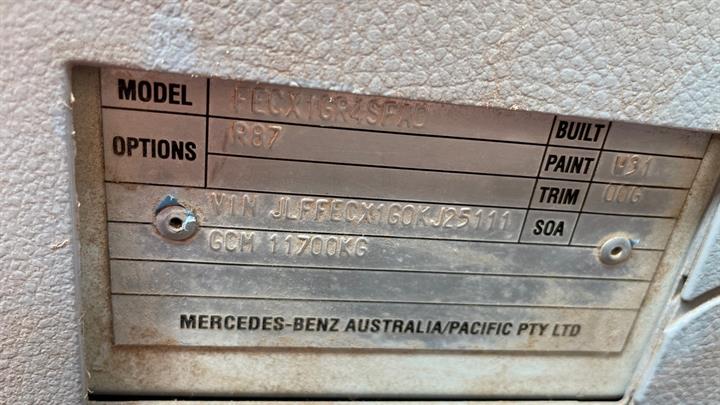 MODEL FECX1GR4SFAD
BUILT
OPTIONS R87
PAINT W31
/ TRIM 006
VIN JLFFECX1G0KJ25111 SOA
GCM 11700KG
MERCEDES-BENZ AUSTRALIA/PACIFIC PTY LTD